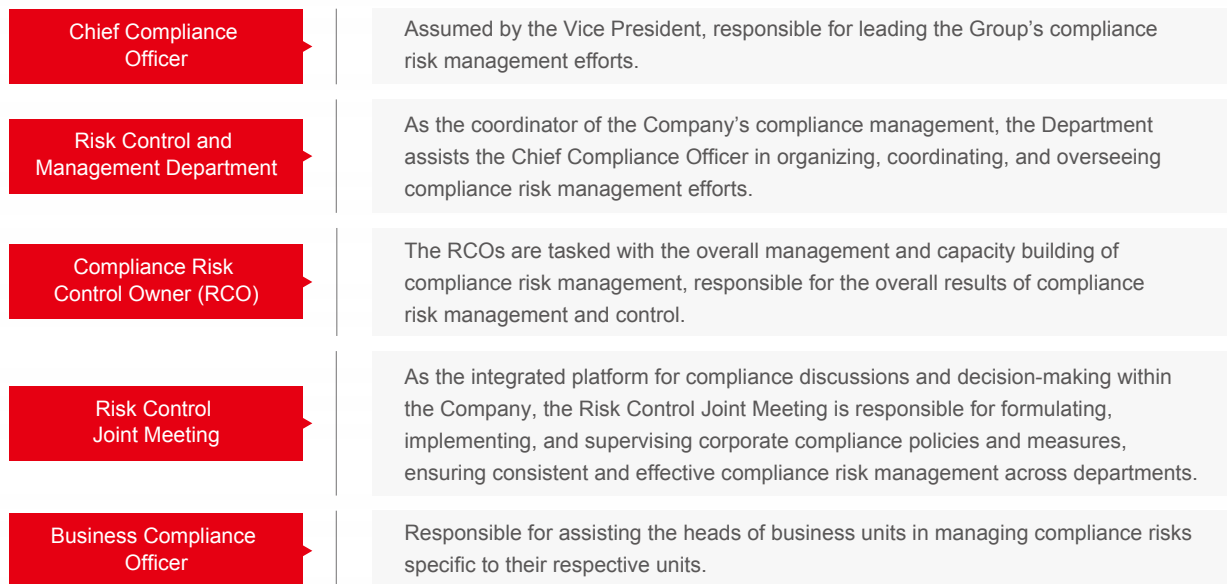 Chief Compliance
Officer
Assumed by the Vice President, responsible for leading the Group’s compliance
risk management efforts.
Risk Control and
Management Department
As the coordinator of the Company’s compliance management, the Department
assists the Chief Compliance Officer in organizing, coordinating, and overseeing
compliance risk management efforts.
Compliance Risk
Control Owner (RCO)
The RCOs are tasked with the overall management and capacity building of
compliance risk management, responsible for the overall results of compliance
risk management and control.
Risk Control
Joint Meeting
As the integrated platform for compliance discussions and decision-making within
the Company, the Risk Control Joint Meeting is responsible for formulating,
implementing, and supervising corporate compliance policies and measures,
ensuring consistent and effective compliance risk management across departments.
Business Compliance
Officer
Responsible for assisting the heads of business units in managing compliance risks
specific to their respective units.